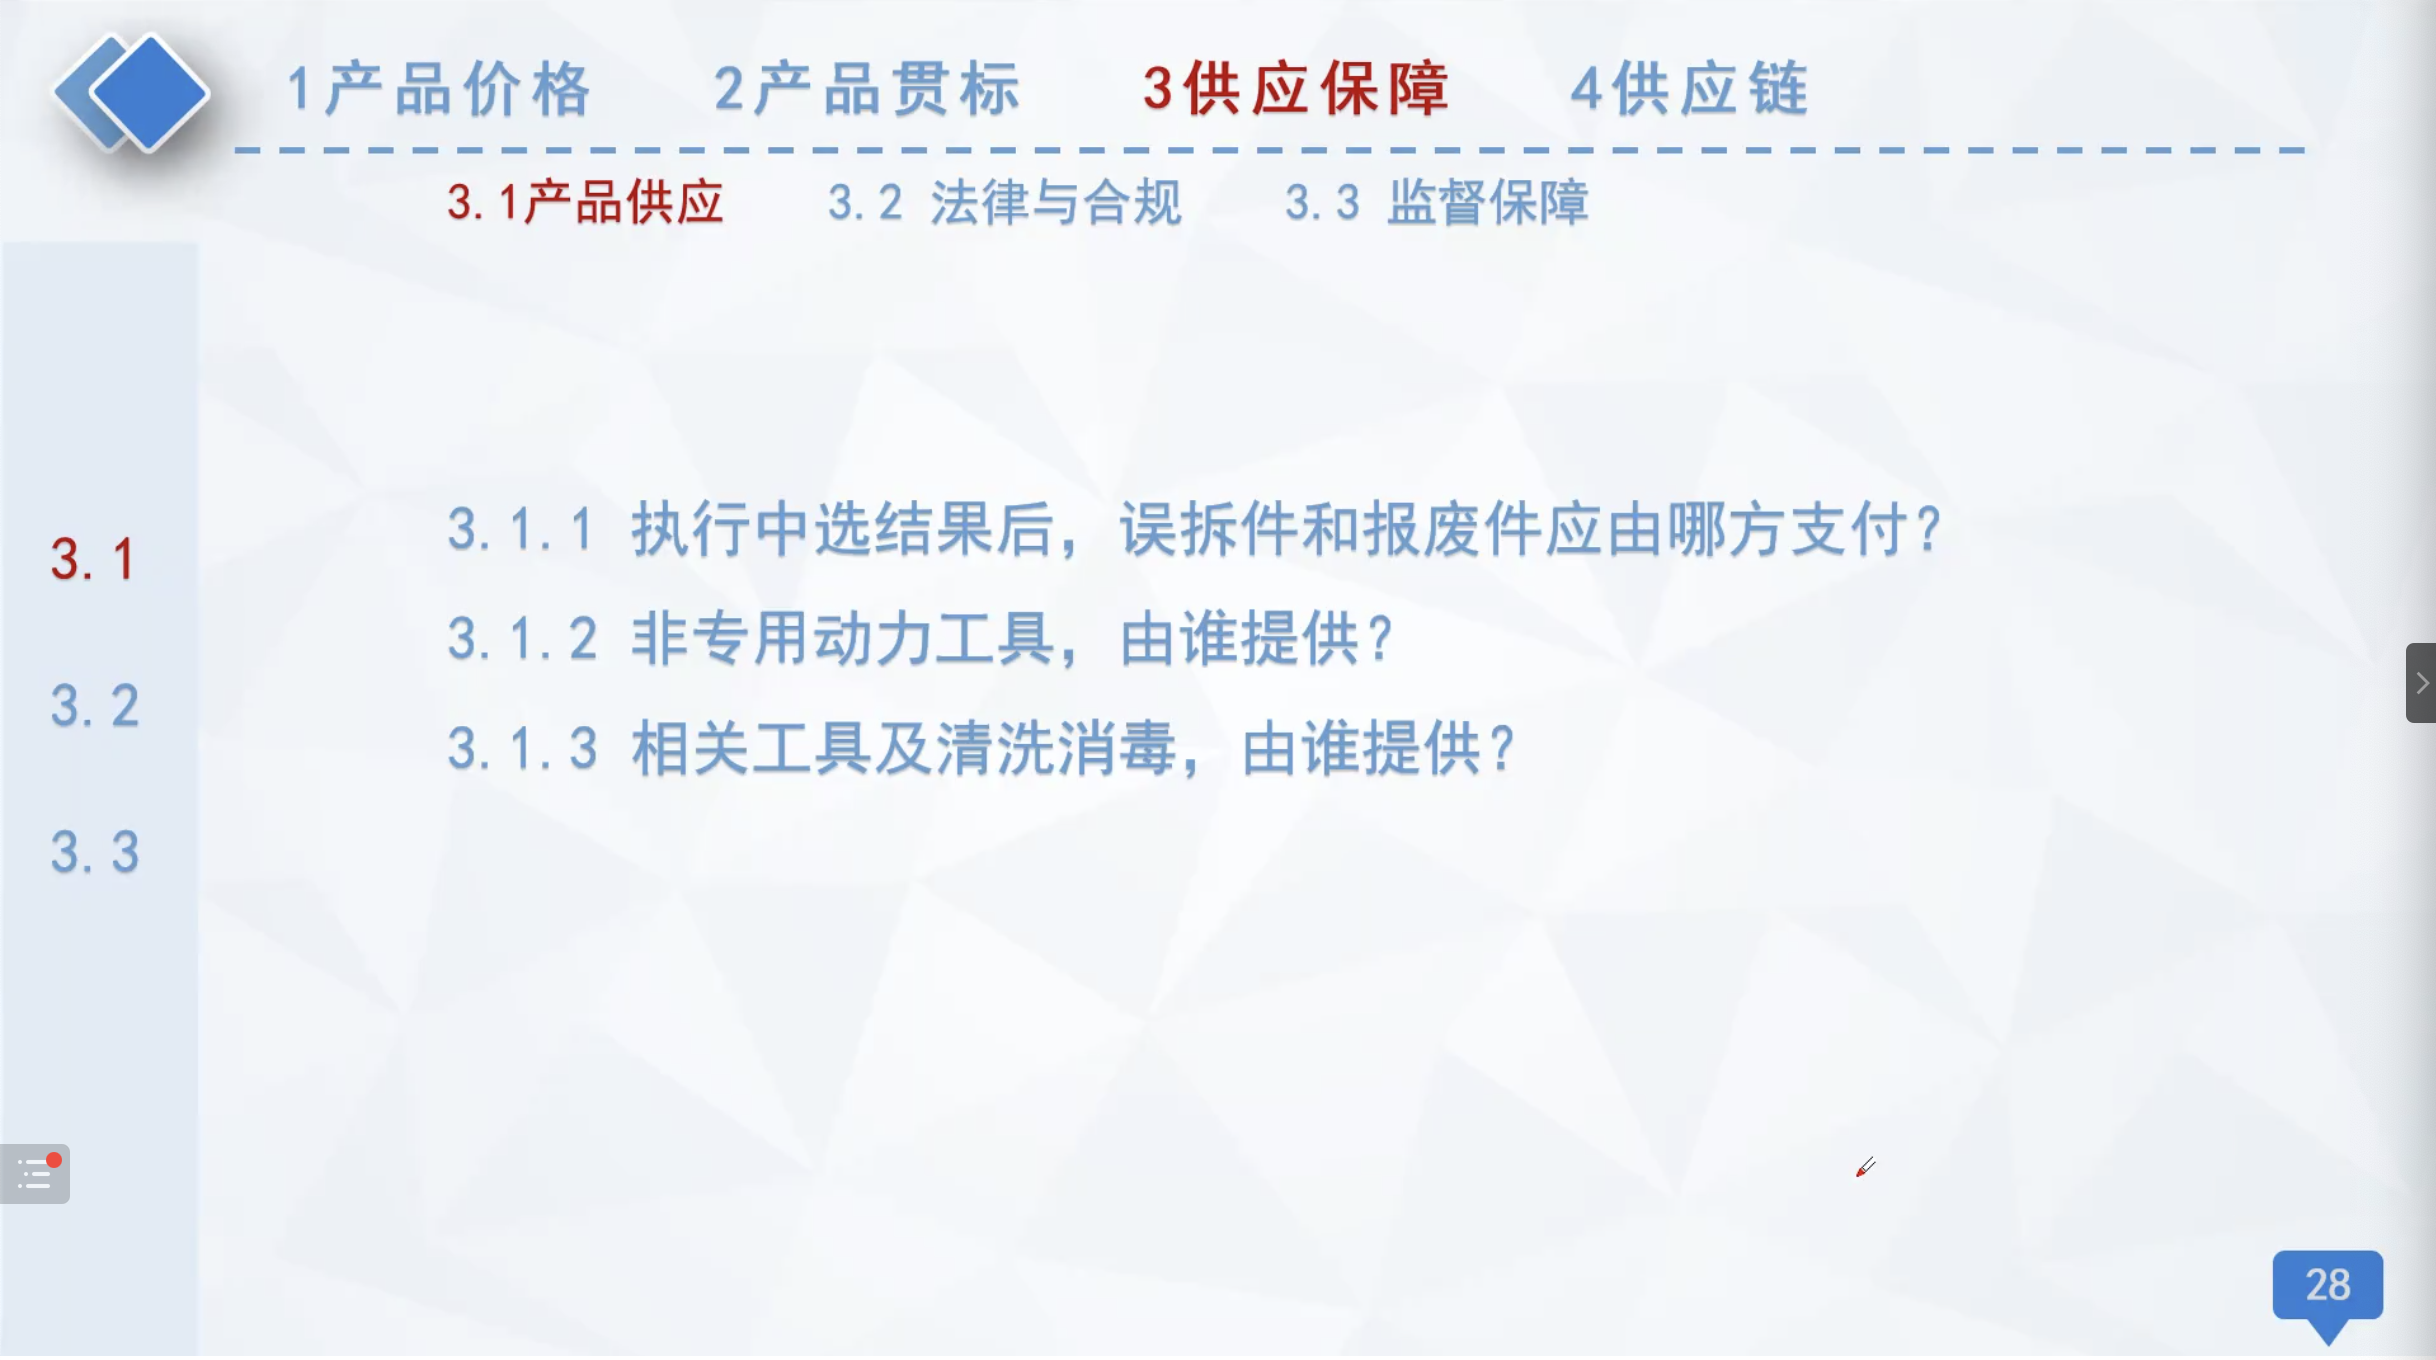 1产品价格 2产品贯标 3供应保障 4供应链
3.1产品供应 3.2 法律与合规 3.3 监督保障
3.1
3.2
3.3
3.1.1 执行中选结果后，误拆件和报废件应由哪方支付？
3.1.2 非专用动力工具，由谁提供？
3.1.3 相关工具及清洗消毒，由谁提供？
28